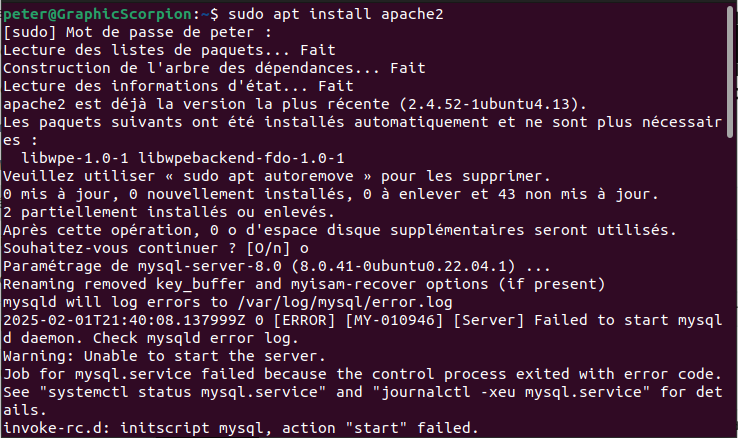 peter@GraphicScorpion:~$ sudo apt install apache2
[sudo] Mot de passe de peter :
Lecture des listes de paquets... Fait
Construction de l'arbre des dépendances... Fait
Lecture des informations d'état... Fait
apache2 est déjà la version la plus récente (2.4.52-1ubuntu4.13).
Les paquets suivants ont été installés automatiquement et ne sont plus nécessair
es :
  libwpe-1.0-1 libwpebackend-fdo-1.0-1
Veuillez utiliser « sudo apt autoremove » pour les supprimer.
0 mis à jour, 0 nouvellement installés, 0 à enlever et 43 non mis à jour.
2 partiellement installés ou enlevés.
Après cette opération, 0 o d'espace disque supplémentaires seront utilisés.
Souhaitez-vous continuer ? [O/n] o
Paramétrage de mysql-server-8.0 (8.0.41-0ubuntu0.22.04.1) ...
Renaming removed key_buffer and myisam-recover options (if present)
mysqld will log errors to /var/log/mysql/error.log
2025-02-01T21:40:08.137999Z 0 [ERROR] [MY-010946] [Server] Failed to start mysql
d daemon. Check mysqld error log.
Warning: Unable to start the server.
Job for mysql.service failed because the control process exited with error code.
See "systemctl status mysql.service" and "journalctl -xeu mysql.service" for det
ails.
invoke-rc.d: initscript mysql, action "start" failed.